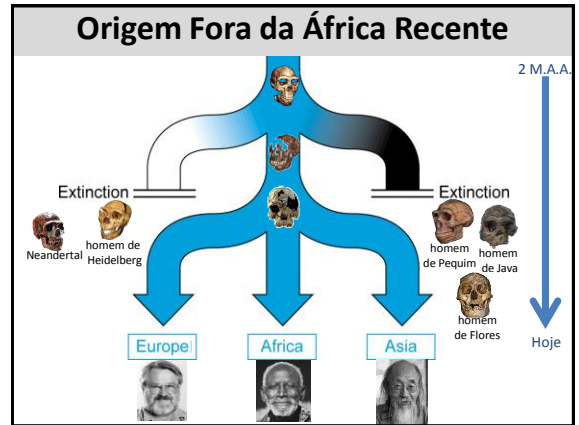 Origem Fora da África Recente
2 M.A.A.
Extinction
Extinction
Neandertal
homem de
Heidelberg
homem
de Pequim
homem
de Java
homem
de Flores
Europe
Africa
Asia
Hoje